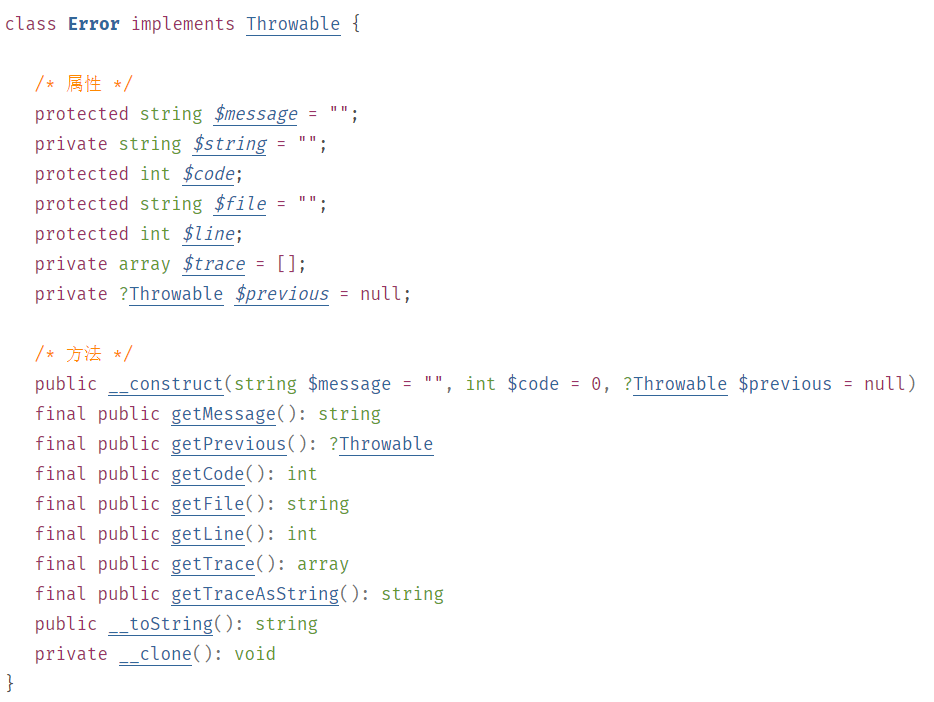 class Error implements Throwable {
/* 属性 */
protected string $message = "";
private string $string = "";
protected int $code;
protected string $file = "";
protected int $line;
private array $trace = [];
private ?Throwable $previous = null;
/* 方法 */
public __construct(string $message = "", int $code = 0, ?Throwable $previous = null)
final public getMessage(): string
final public getPrevious(): ?Throwable
final public getCode(): int
final public getFile(): string
final public getLine(): int
final public getTrace(): array
final public getTraceAsString(): string
public __toString(): string
private __clone(): void
}